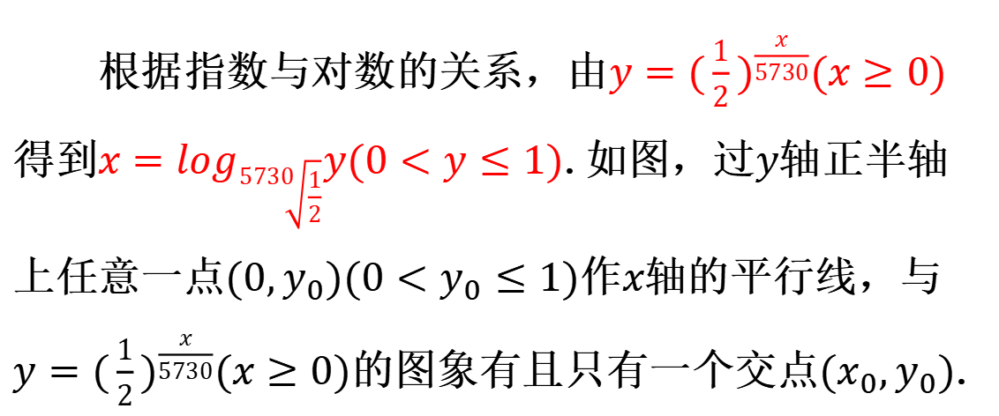 根据指数与对数的关系，由$y=(\frac{1}{2})^{\frac{x}{5730}}(x\geq 0)$
得到$x=log_{\sqrt[5730]{\frac{1}{2}}}y(0<y\leq 1)$. 如图，过$y$轴正半轴
上任意一点$(0,y_0)(0<y_0\leq 1)$作$x$轴的平行线，与
$y=(\frac{1}{2})^{\frac{x}{5730}}(x\geq 0)$的图象有且只有一个交点$(x_0,y_0)$.